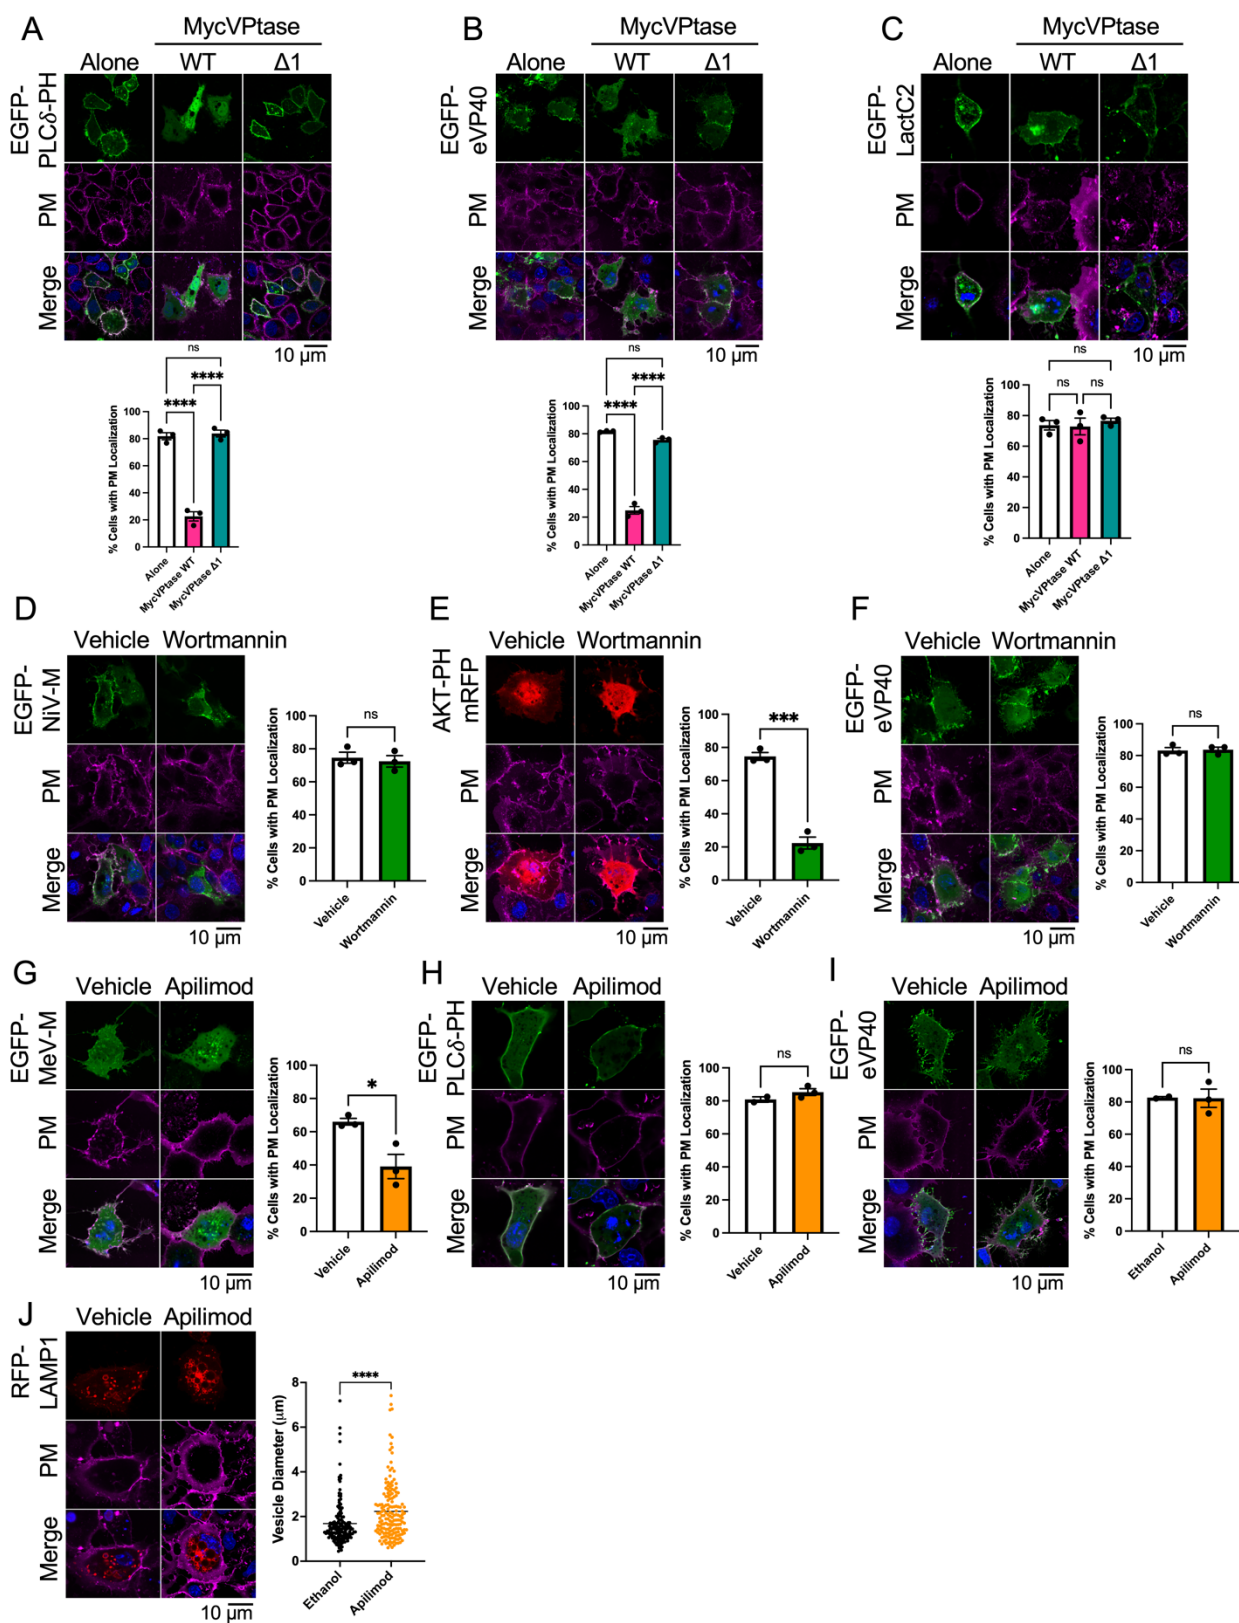 A
MycVPtase
Alone WT Δ1
EGFP-
PLCδ-PH
PM
Merge
10 µm
ns
****
****
% Cells with PM Localization
100
80
60
40
20
0
Alone
MycVPtase WT
MycVPtase Δ1
B
MycVPtase
Alone WT Δ1
EGFP-
eVP40
PM
Merge
10 µm
ns
****
****
% Cells with PM Localization
100
80
60
40
20
0
Alone
MycVPtase WT
MycVPtase Δ1
C
MycVPtase
Alone WT Δ1
EGFP-
LactC2
PM
Merge
10 µm
ns
ns
ns
% Cells with PM Localization
100
80
60
40
20
0
Alone
MycVPtase WT
MycVPtase Δ1
D
Vehicle Wortmannin
EGFP-
NiV-M
PM
Merge
10 µm
ns
% Cells with PM Localization
100
80
60
40
20
0
Vehicle
Wortmannin
E
Vehicle Wortmannin
AKT-PH
mRFP
PM
Merge
10 µm
***
% Cells with PM Localization
100
80
60
40
20
0
Vehicle
Wortmannin
F
Vehicle Wortmannin
EGFP-
eVP40
PM
Merge
10 µm
ns
% Cells with PM Localization
100
80
60
40
20
0
Vehicle
Wortmannin
G
Vehicle Apilimod
EGFP-
MeV-M
PM
Merge
10 µm
*
% Cells with PM Localization
100
80
60
40
20
0
Vehicle
Apilimod
H
Vehicle Apilimod
EGFP-
PLCδ-PH
PM
Merge
10 µm
ns
% Cells with PM Localization
100
80
60
40
20
0
Vehicle
Apilimod
I
Vehicle Apilimod
EGFP-
eVP40
PM
Merge
10 µm
ns
% Cells with PM Localization
100
80
60
40
20
0
Ethanol
Apilimod
J
Vehicle Apilimod
RFP-
LAMP1
PM
Merge
10 µm
****
Vesicle Diameter (µm)
8
6
4
2
0
Ethanol
Apilimod